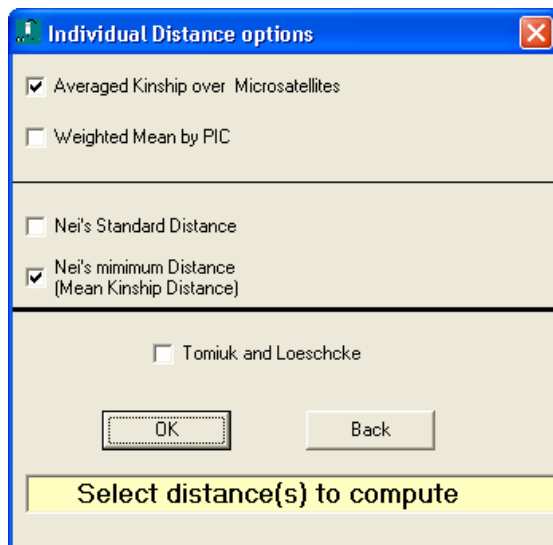 Individual Distance options
Averaged Kinship over Microsatellites
Weighted Mean by PIC
Nei's Standard Distance
Nei's mimimum Distance
(Mean Kinship Distance)
Tomiuk and Loeschcke
OK
Back
Select distance(s) to compute